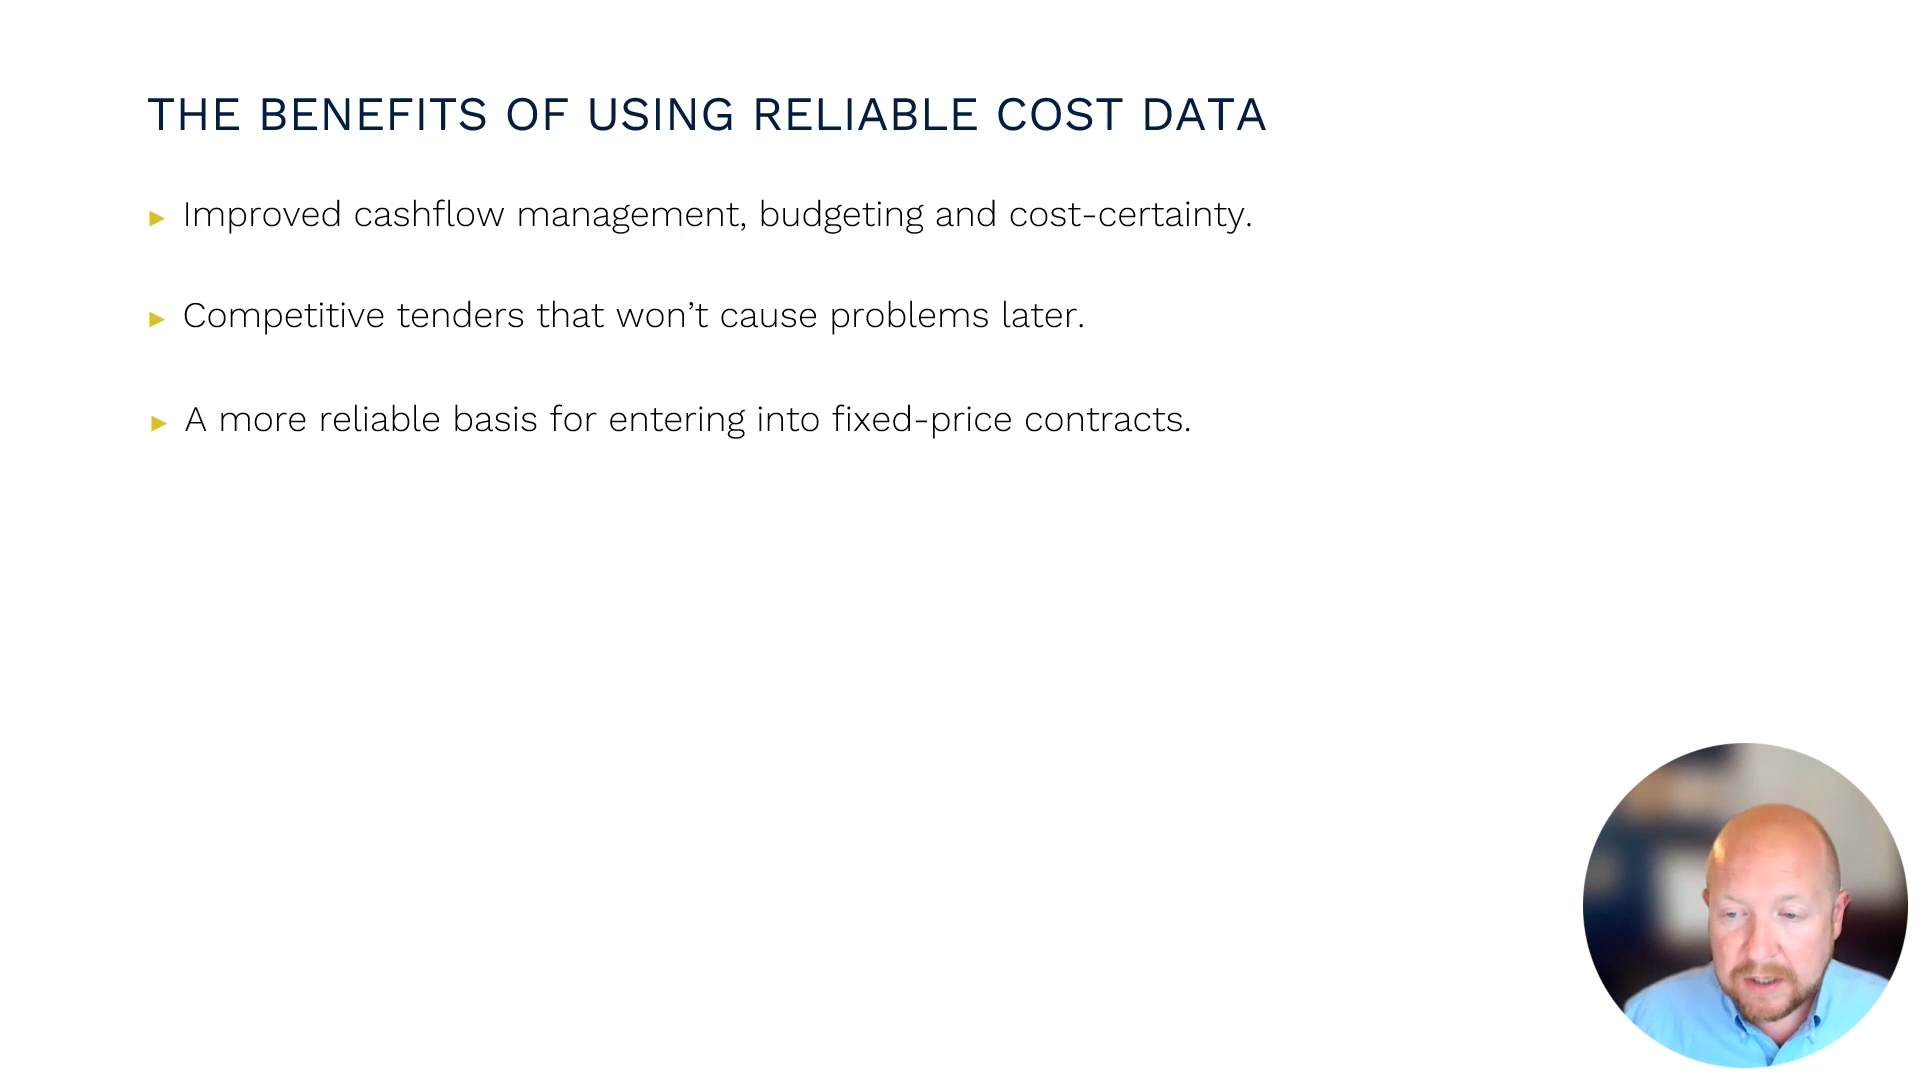 THE BENEFITS OF USING RELIABLE COST DATA
► Improved cashflow management, budgeting and cost-certainty.
► Competitive tenders that won’t cause problems later.
► A more reliable basis for entering into fixed-price contracts.